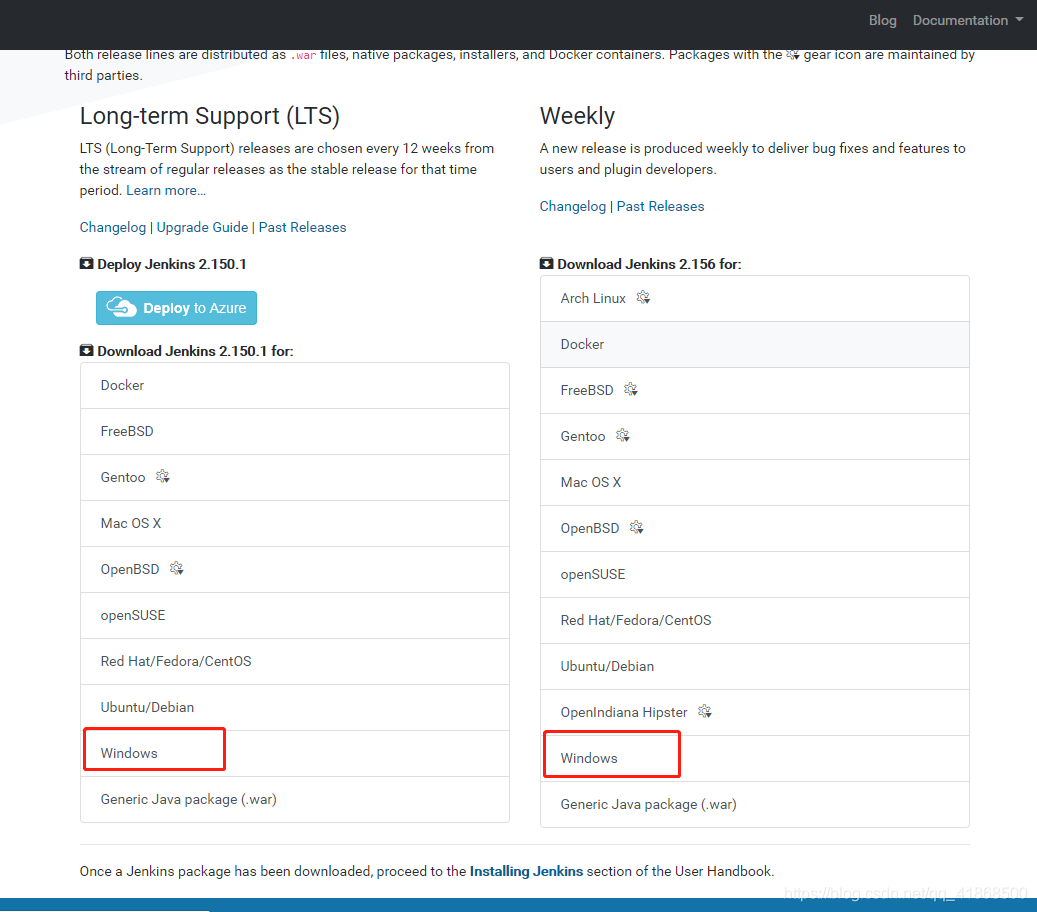 Blog Documentation
Both release lines are distributed as .war files, native packages, installers, and Docker containers. Packages with the gear icon are maintained by
third parties.
Long-term Support (LTS)
LTS (Long-Term Support) releases are chosen every 12 weeks from
the stream of regular releases as the stable release for that time
period. Learn more...
Changelog | Upgrade Guide | Past Releases
Deploy Jenkins 2.150.1
Deploy to Azure
Download Jenkins 2.150.1 for:
Docker
FreeBSD
Gentoo
Mac OS X
OpenBSD
openSUSE
Red Hat/Fedora/CentOS
Ubuntu/Debian
Windows
Generic Java package (.war)
Weekly
A new release is produced weekly to deliver bug fixes and features to
users and plugin developers.
Changelog | Past Releases
Download Jenkins 2.156 for:
Arch Linux
Docker
FreeBSD
Gentoo
Mac OS X
OpenBSD
openSUSE
Red Hat/Fedora/CentOS
Ubuntu/Debian
OpenIndiana Hipster
Windows
Generic Java package (.war)
Once a Jenkins package has been downloaded, proceed to the Installing Jenkins section of the User Handbook.
https://blog.csdn.net/qq_41868500